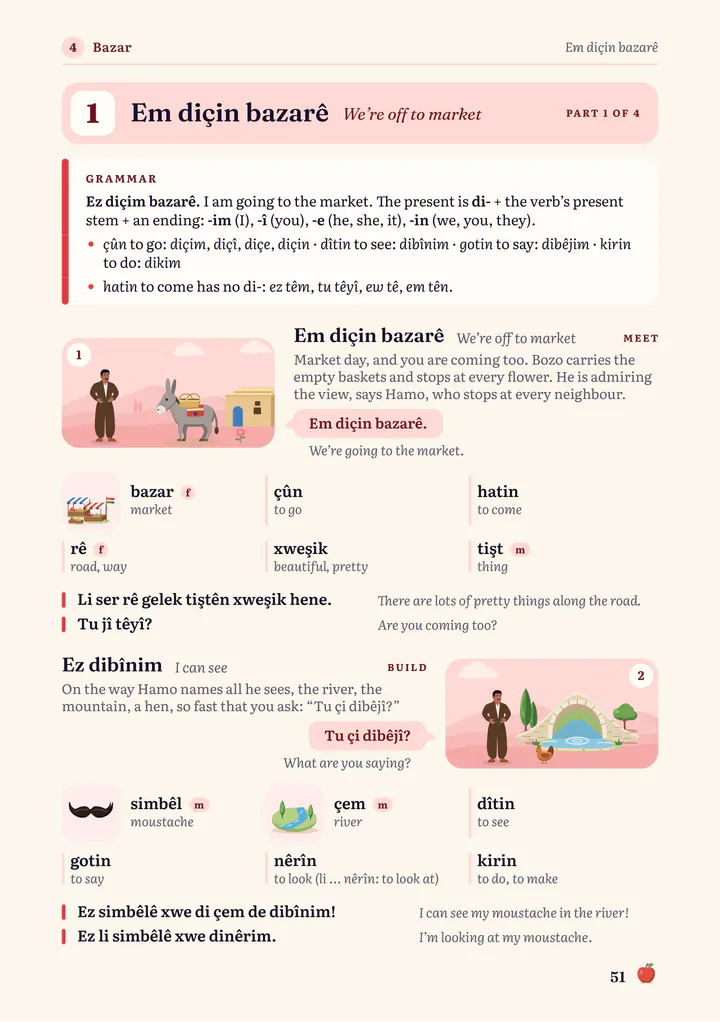 4 Bazar Em diçin bazarê
1 Em diçin bazarê We're off to market PART 1 OF 4
GRAMMAR
Ez diçim bazarê. I am going to the market. The present is di- + the verb's present
stem + an ending: -im (I), -î (you), -e (he, she, it), -in (we, you, they).
• çûn to go: diçim, diçî, diçe, diçin · dîtin to see: dibînim · gotin to say: dibêjim · kirin
to do: dikim
• hatin to come has no di-: ez têm, tu têyî, ew tê, em tên.
1
Em diçin bazarê We're off to market MEET
Market day, and you are coming too. Bozo carries the
empty baskets and stops at every flower. He is admiring
the view, says Hamo, who stops at every neighbour.
Em diçin bazarê.
We're going to the market.
bazar f
market
çûn
to go
hatin
to come
rê f
road, way
xweşik
beautiful, pretty
tişt m
thing
Li ser rê gelek tiştên xweşik hene. There are lots of pretty things along the road.
Tu jî têyî? Are you coming too?
Ez dibînim I can see BUILD
On the way Hamo names all he sees, the river, the
mountain, a hen, so fast that you ask: “Tu çi dibêjî?”
Tu çi dibêjî?
What are you saying?
2
simbêl m
moustache
çem m
river
dîtin
to see
gotin
to say
nêrîn
to look (li ... nêrîn: to look at)
kirin
to do, to make
Ez simbêlê xwe di çem de dibînim! I can see my moustache in the river!
Ez li simbêlê xwe dinêrim. I'm looking at my moustache.
51